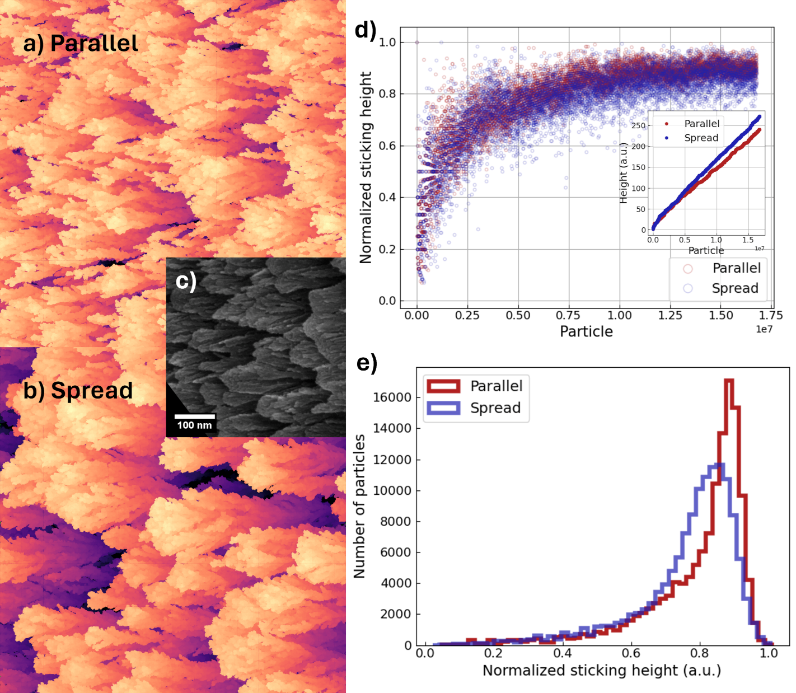 a) Parallel
b) Spread
c)
100 nm
d)
Normalized sticking height
1.0
0.8
0.6
0.4
0.2
0.0
0.00
0.25
0.50
0.75
1.00
1.25
1.50
1.75
1e7
Particle
Parallel
Spread
Height (a.u.)
250
200
150
100
50
0
Parallel
Spread
0.0
0.5
1.0
1.5
1e7
Particle
e)
Number of particles
16000
14000
12000
10000
8000
6000
4000
2000
0
Parallel
Spread
0.0
0.2
0.4
0.6
0.8
1.0
Normalized sticking height (a.u.)